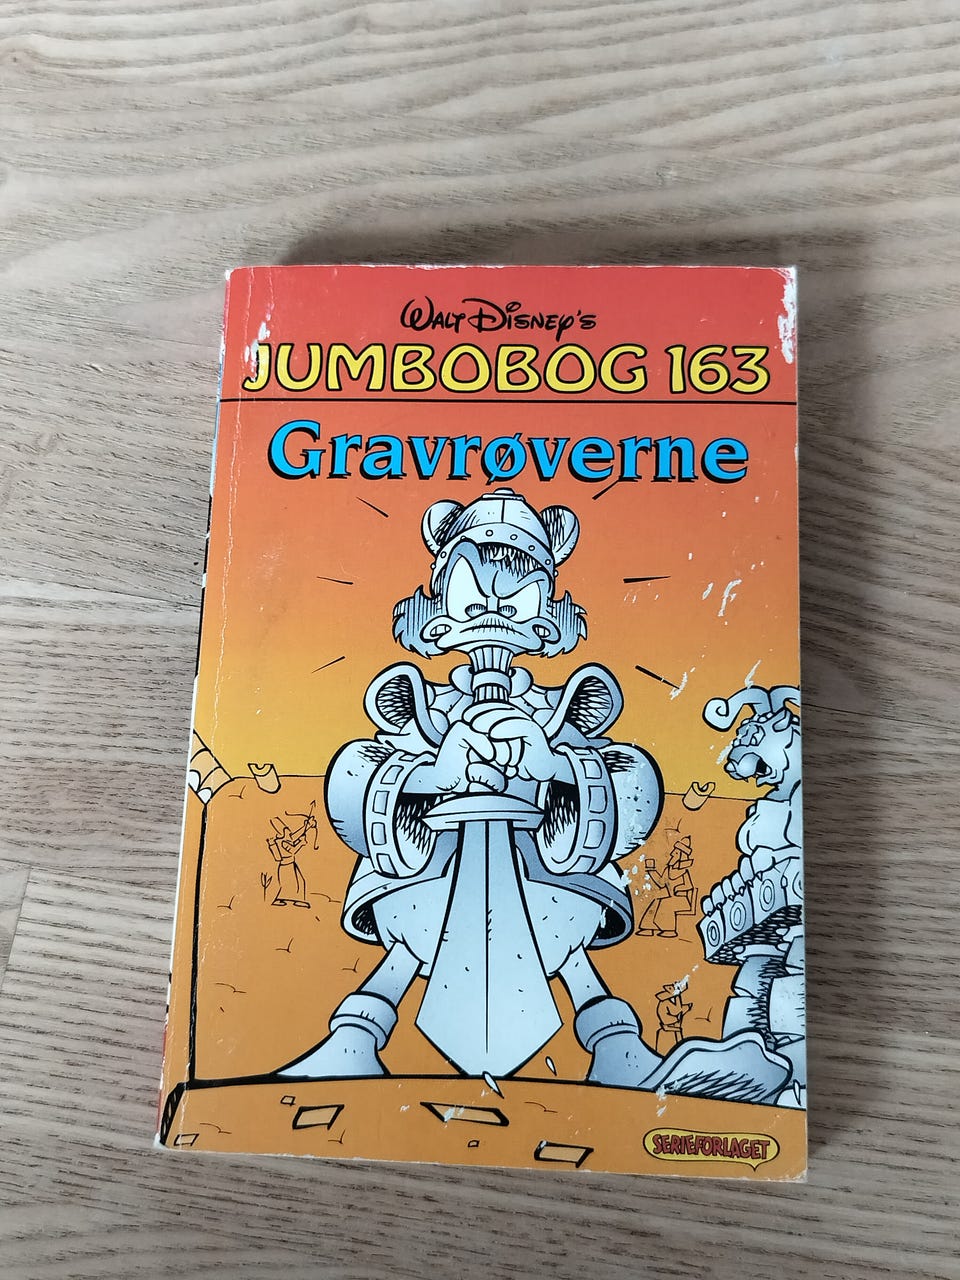 Walt Disney's
JUMBOBOG 163
Gravrøverne
SERIEFORLAGET